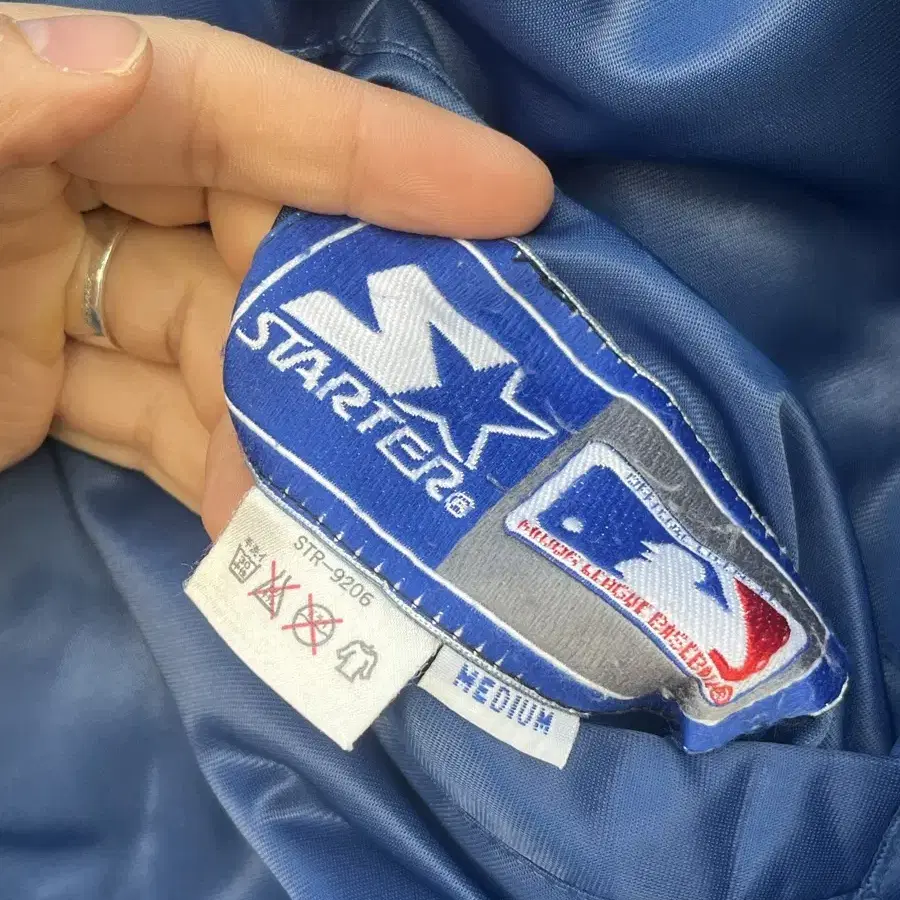 STARTER®
MAJOR LEAGUE BASEBALL®
STR-9206
MEDIUM